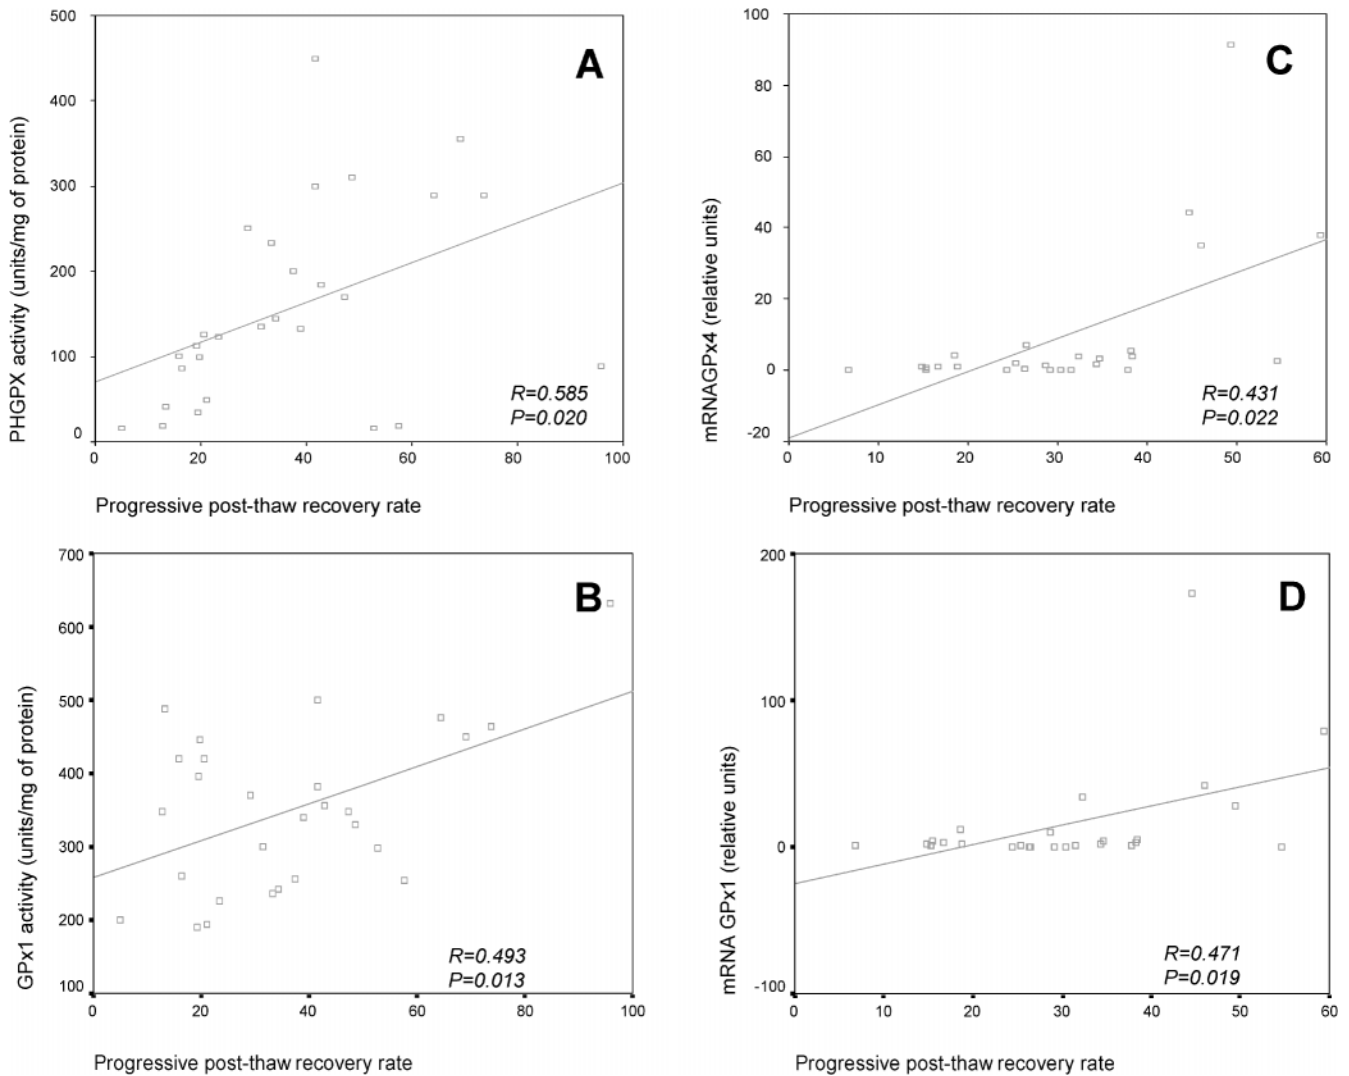 500
400
300
200
100
0
PHGPX activity (units/mg of protein)
A
R=0.585
P=0.020
0 20 40 60 80 100
Progressive post-thaw recovery rate
100
80
60
40
20
0
-20
mRNAGPx4 (relative units)
C
R=0.431
P=0.022
0 10 20 30 40 50 60
Progressive post-thaw recovery rate
700
600
500
400
300
200
100
GPx1 activity (units/mg of protein)
B
R=0.493
P=0.013
0 20 40 60 80 100
Progressive post-thaw recovery rate
200
100
0
-100
mRNA GPx1 (relative units)
D
R=0.471
P=0.019
0 10 20 30 40 50 60
Progressive post-thaw recovery rate